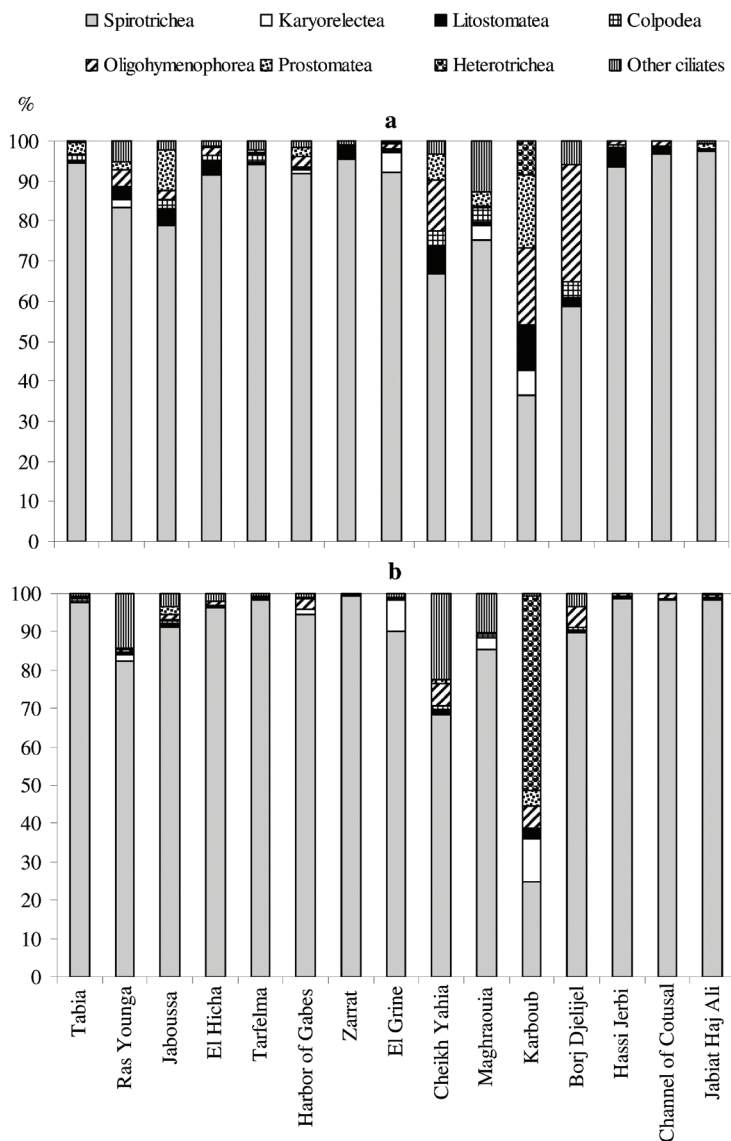 Spirotrichea Karyorelectea Litostomatea Colpodea
Oligohymenophorea Prostomatea Heterotrichea Other ciliates
%
a
100
90
80
70
60
50
40
30
20
10
0
b
100
90
80
70
60
50
40
30
20
10
0
Tabia
Ras Younga
Jaboussa
El Hicha
Tarfelma
Harbor of Gabes
Zarrat
El Grine
Cheikh Yahia
Maghraouia
Karboub
Borj Djelijel
Hassi Jerbi
Channel of Cotusal
Jabiat Haj Ali